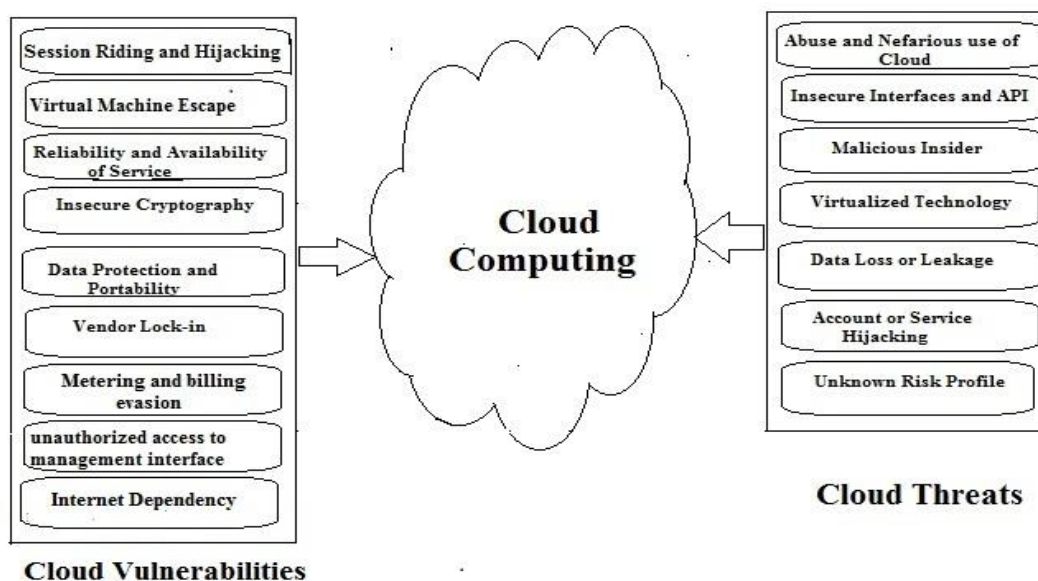 Session Riding and Hijacking
Virtual Machine Escape
Reliability and Availability
of Service
Insecure Cryptography
Data Protection and
Portability
Vendor Lock-in
Metering and billing
evasion
unauthorized access to
management interface
Internet Dependency
Cloud Vulnerabilities
Cloud
Computing
Abuse and Nefarious use of
Cloud
Insecure Interfaces and API
Malicious Insider
Virtualized Technology
Data Loss or Leakage
Account or Service
Hijacking
Unknown Risk Profile
Cloud Threats